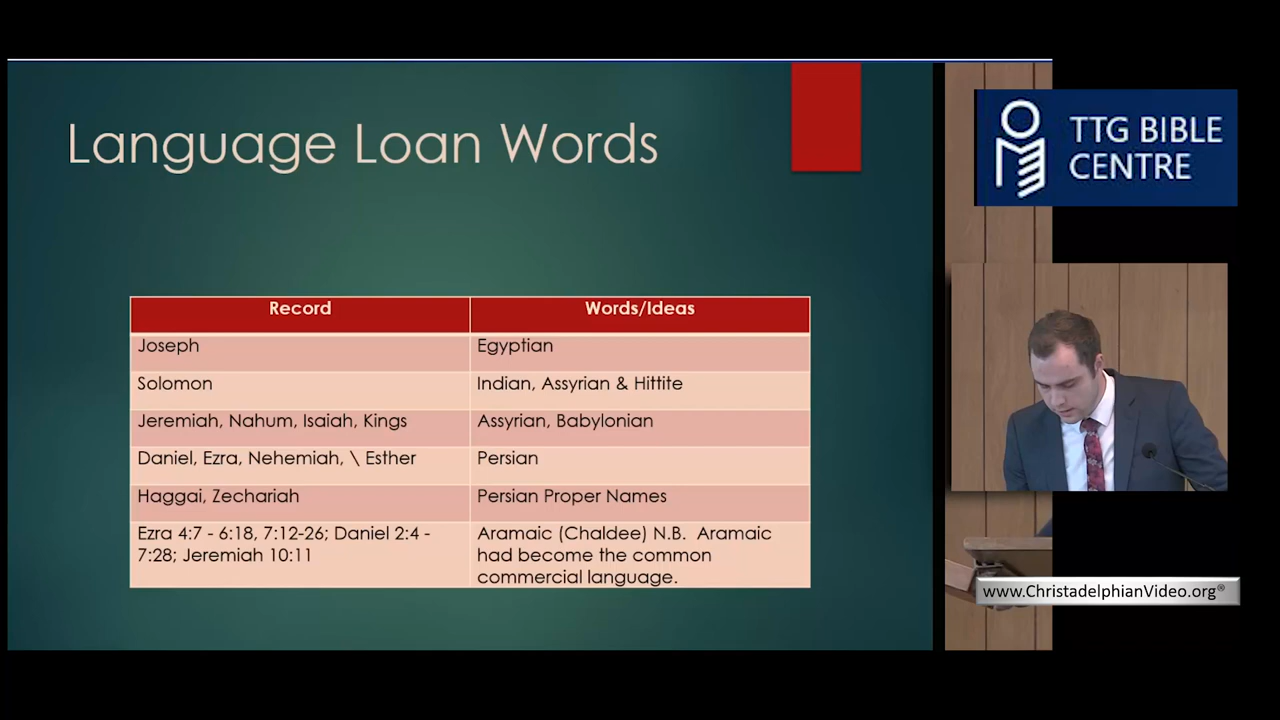 Language Loan Words
TTG BIBLE
CENTRE
Record
Words/Ideas
Joseph
Egyptian
Solomon
Indian, Assyrian & Hittite
Jeremiah, Nahum, Isaiah, Kings
Assyrian, Babylonian
Daniel, Ezra, Nehemiah, \ Esther
Persian
Haggai, Zechariah
Persian Proper Names
Ezra 4:7 - 6:18, 7:12-26; Daniel 2:4 -
7:28; Jeremiah 10:11
Aramaic (Chaldee) N.B.  Aramaic
had become the common
commercial language.
www.ChristadelphianVideo.org®